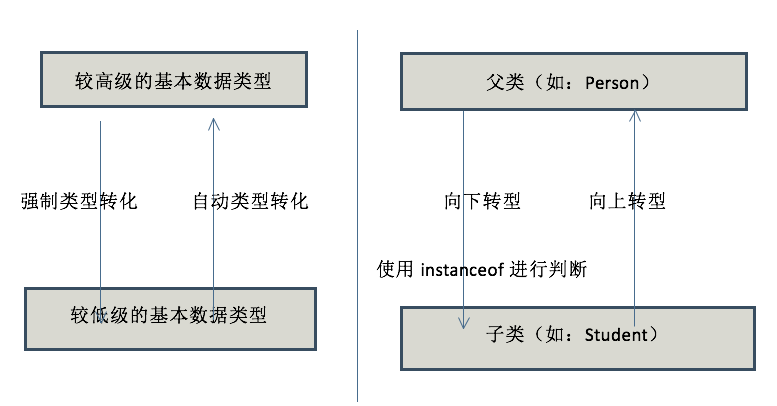 较高级的基本数据类型
强制类型转化
自动类型转化
较低级的基本数据类型
父类（如：Person）
向下转型
向上转型
使用 instanceof 进行判断
子类（如：Student）